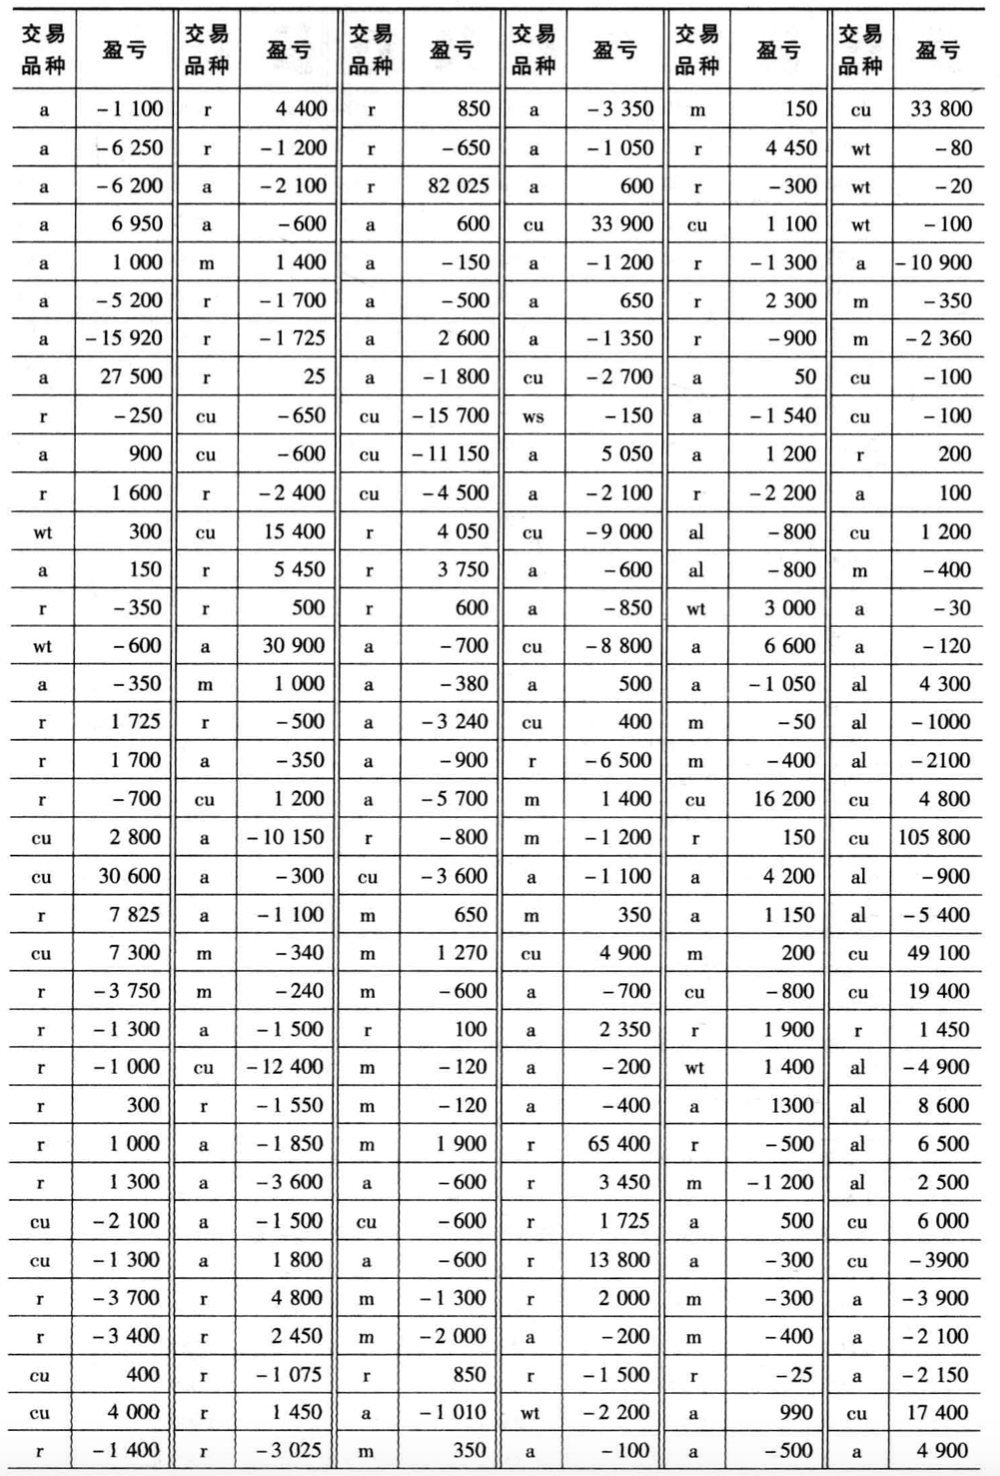 交易品种 盈亏 交易品种 盈亏 交易品种 盈亏 交易品种 盈亏 交易品种 盈亏 交易品种 盈亏
a -1 100 r 4 400 r 850 a -3 350 m 150 cu 33 800
a -6 250 r -1 200 r -650 a -1 050 r 4 450 wt -80
a -6 200 a -2 100 r 82 025 a 600 r -300 wt -20
a 6 950 a -600 a 600 cu 33 900 cu 1 100 wt -100
a 1 000 m 1 400 a -150 a -1 200 r -1 300 a -10 900
a -5 200 r -1 700 a -500 a 650 r 2 300 m -350
a -15 920 r -1 725 a 2 600 a -1 350 r -900 m -2 360
a 27 500 r 25 a -1 800 cu -2 700 a 50 cu -100
r -250 cu -650 cu -15 700 ws -150 a -1 540 cu -100
a 900 cu -600 cu -11 150 a 5 050 a 1 200 r 200
r 1 600 r -2 400 cu -4 500 a -2 100 r -2 200 a 100
wt 300 cu 15 400 r 4 050 cu -9 000 al -800 cu 1 200
a 150 r 5 450 r 3 750 a -600 al -800 m -400
r -350 r 500 r 600 a -850 wt 3 000 a -30
wt -600 a 30 900 a -700 cu -8 800 a 6 600 a -120
a -350 m 1 000 a -380 a 500 a -1 050 al 4 300
r 1 725 r -500 a -3 240 cu 400 m -50 al -1000
r 1 700 a -350 a -900 r -6 500 m -400 al -2100
r -700 cu 1 200 a -5 700 m 1 400 cu 16 200 cu 4 800
cu 2 800 a -10 150 r -800 m -1 200 r 150 cu 105 800
cu 30 600 a -300 cu -3 600 a -1 100 a 4 200 al -900
r 7 825 a -1 100 m 650 m 350 a 1 150 al -5 400
cu 7 300 m -340 m 1 270 cu 4 900 m 200 cu 49 100
r -3 750 m -240 m -600 a -700 cu -800 cu 19 400
r -1 300 a -1 500 r 100 a 2 350 r 1 900 r 1 450
r -1 000 cu -12 400 m -120 a -200 wt 1 400 al -4 900
r 300 r -1 550 m -120 a -400 a 1300 al 8 600
r 1 000 a -1 850 m 1 900 r 65 400 r -500 al 6 500
r 1 300 a -3 600 a -600 r 3 450 m -1 200 al 2 500
cu -2 100 a -1 500 cu -600 r 1 725 a 500 cu 6 000
cu -1 300 a 1 800 a -600 r 13 800 a -300 cu -3900
r -3 700 r 4 800 m -1 300 r 2 000 m -300 a -3 900
r -3 400 r 2 450 m -2 000 a -200 m -400 a -2 100
cu 400 r -1 075 r 850 r -1 500 r -25 a -2 150
cu 4 000 r 1 450 a -1 010 wt -2 200 a 990 cu 17 400
r -1 400 r -3 025 m 350 a -100 a -500 a 4 900